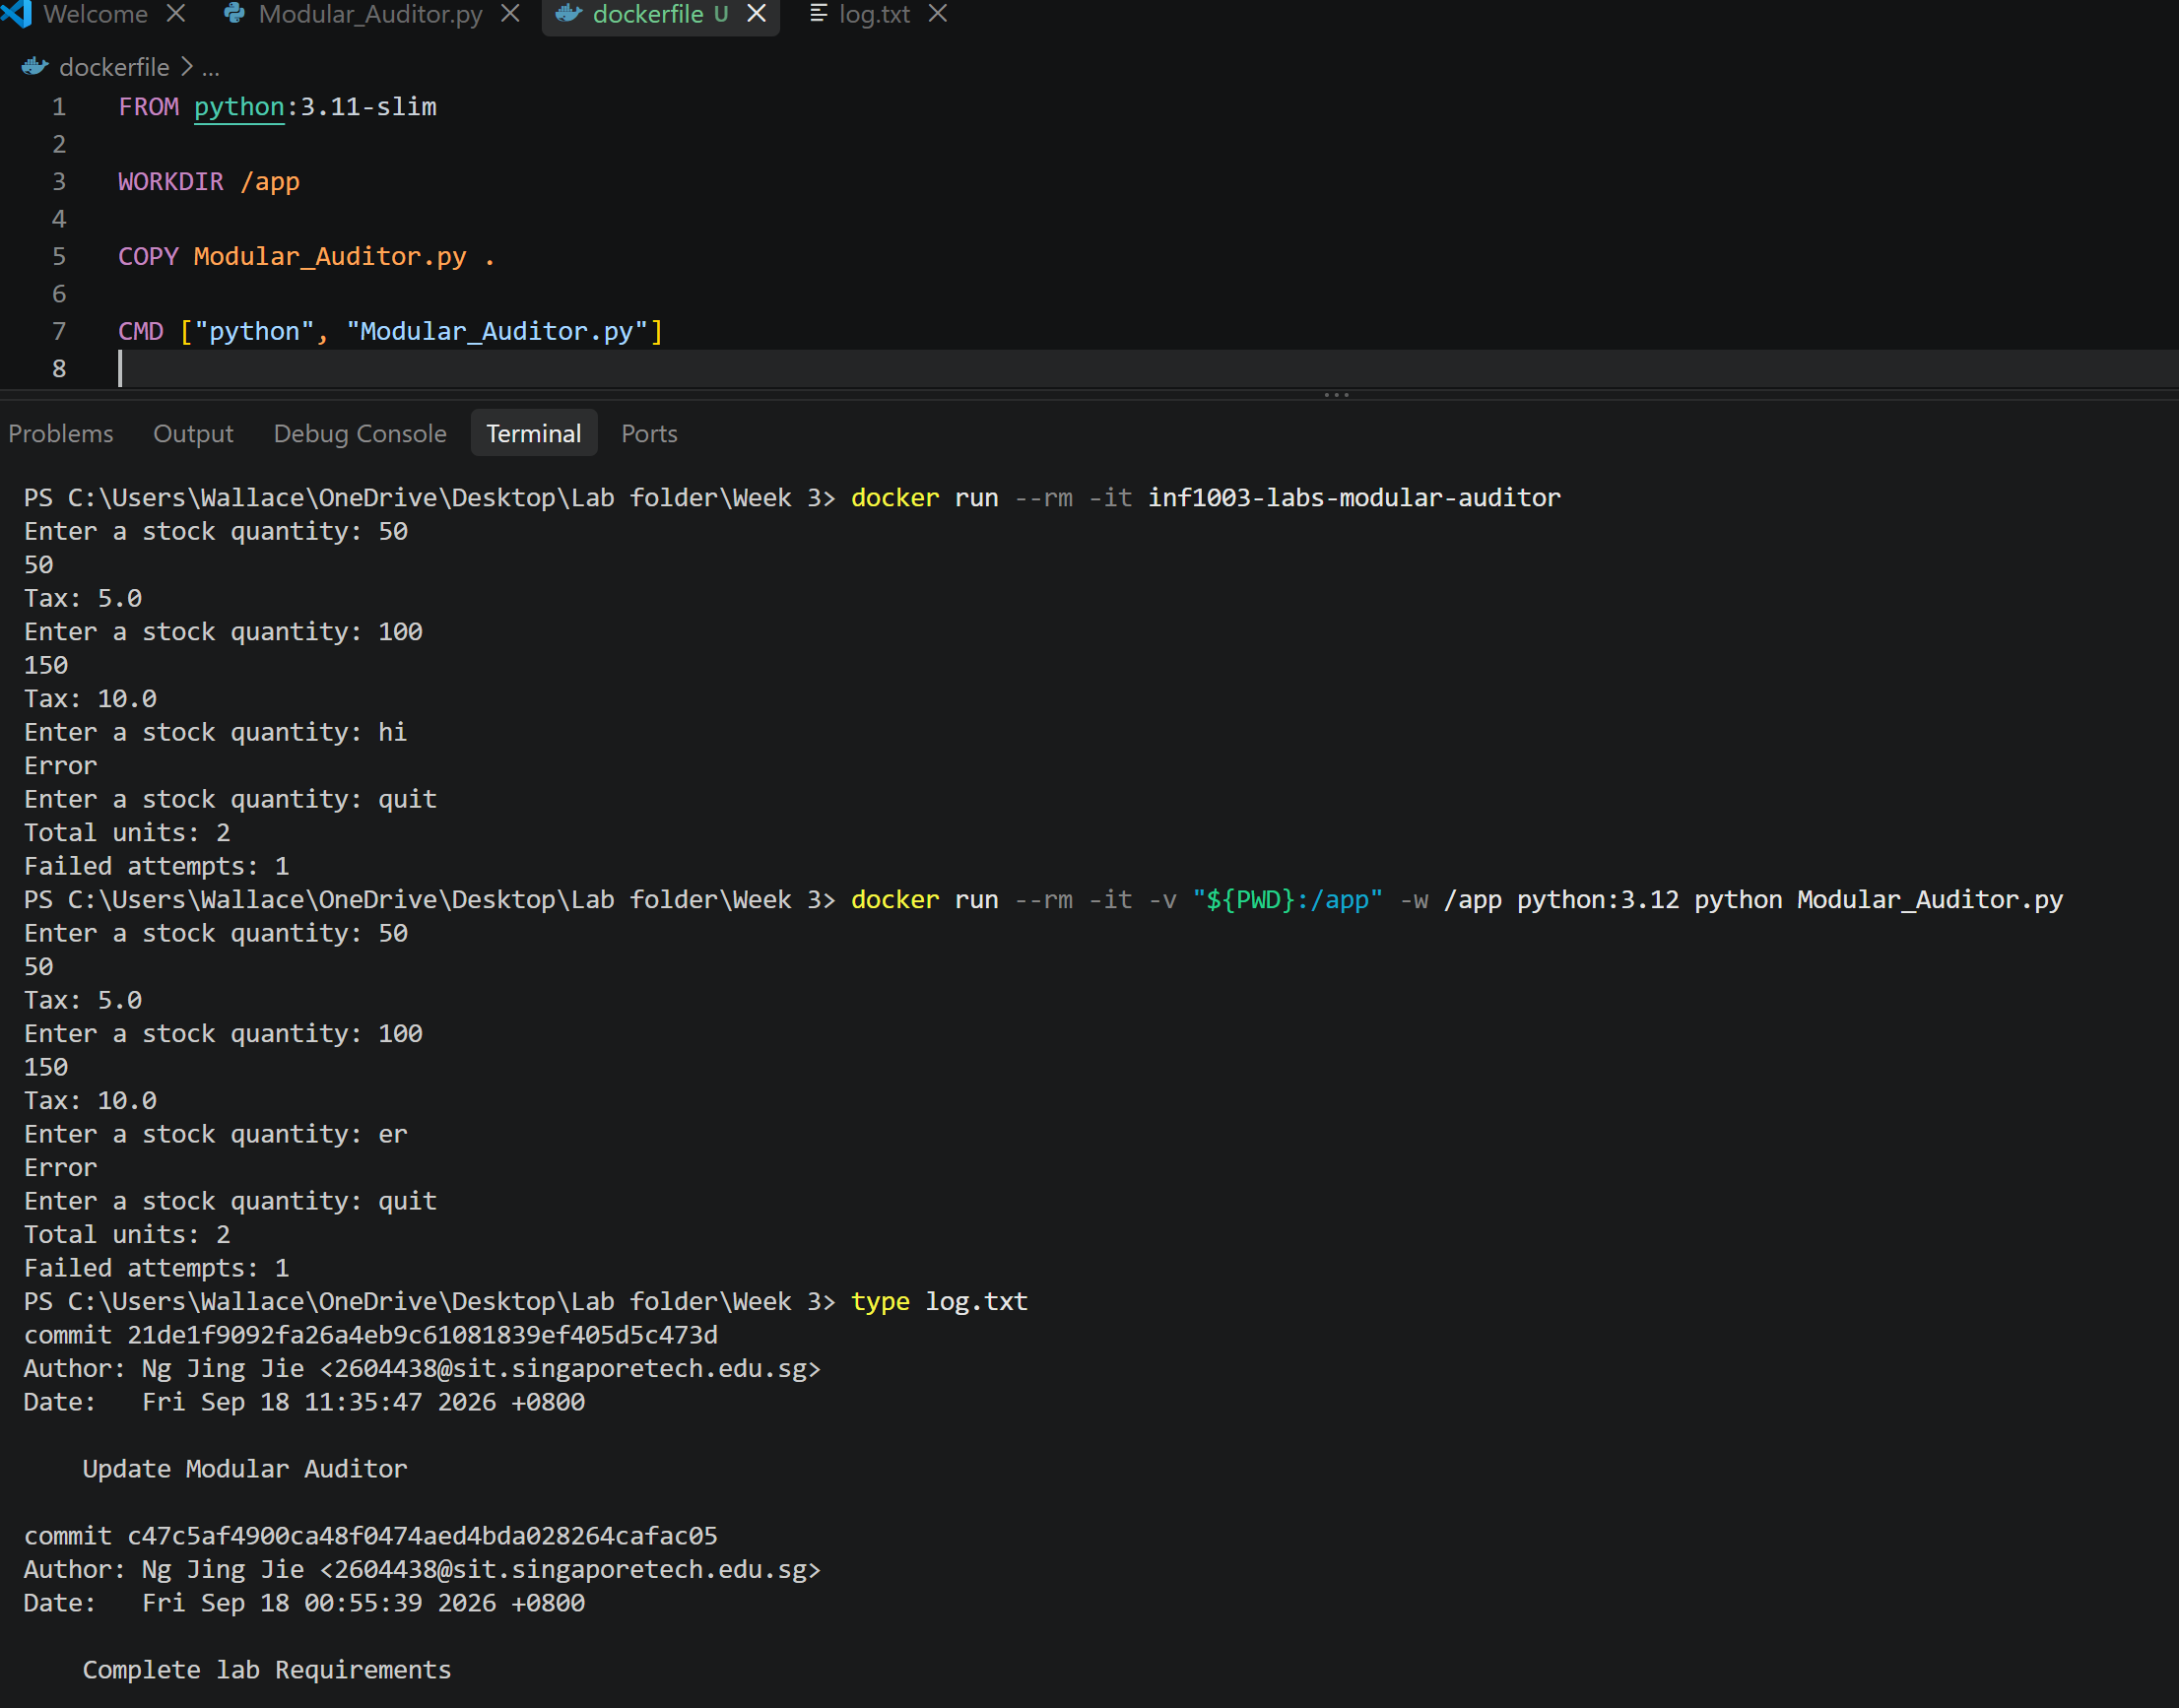 Welcome Modular_Auditor.py dockerfile U log.txt
dockerfile > ...
1 FROM python:3.11-slim
2
3 WORKDIR /app
4
5 COPY Modular_Auditor.py .
6
7 CMD ["python", "Modular_Auditor.py"]
8
Problems Output Debug Console Terminal Ports
PS C:\Users\Wallace\OneDrive\Desktop\Lab folder\Week 3> docker run --rm -it inf1003-labs-modular-auditor
Enter a stock quantity: 50
50
Tax: 5.0
Enter a stock quantity: 100
150
Tax: 10.0
Enter a stock quantity: hi
Error
Enter a stock quantity: quit
Total units: 2
Failed attempts: 1
PS C:\Users\Wallace\OneDrive\Desktop\Lab folder\Week 3> docker run --rm -it -v "${PWD}:/app" -w /app python:3.12 python Modular_Auditor.py
Enter a stock quantity: 50
50
Tax: 5.0
Enter a stock quantity: 100
150
Tax: 10.0
Enter a stock quantity: er
Error
Enter a stock quantity: quit
Total units: 2
Failed attempts: 1
PS C:\Users\Wallace\OneDrive\Desktop\Lab folder\Week 3> type log.txt
commit 21de1f9092fa26a4eb9c61081839ef405d5c473d
Author: Ng Jing Jie <2604438@sit.singaporetech.edu.sg>
Date:   Fri Sep 18 11:35:47 2026 +0800
Update Modular Auditor
commit c47c5af4900ca48f0474aed4bda028264cafac05
Author: Ng Jing Jie <2604438@sit.singaporetech.edu.sg>
Date:   Fri Sep 18 00:55:39 2026 +0800
Complete lab Requirements